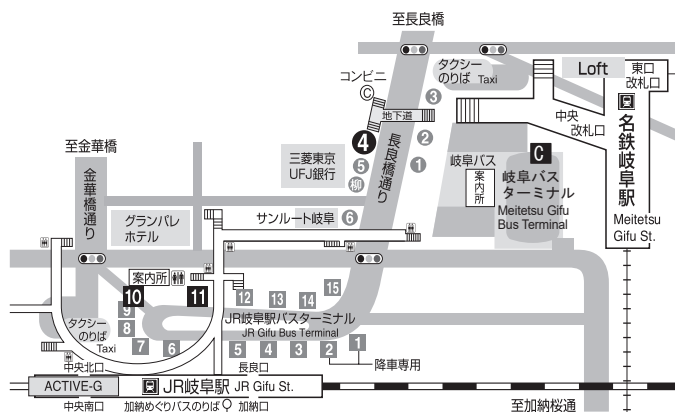 至長良橋
タクシー
のりば Taxi
Loft
東口
改札口
コンビニ
C
3
地下道
中央
改札口
名鉄岐阜駅
Meitetsu
Gifu St.
4
2
長良橋通り
至金華橋
三菱東京
UFJ銀行
5
1
柳
岐阜バス
案内所
C
岐阜バス
ターミナル
Meitetsu Gifu
Bus Terminal
金華橋通り
グランパレ
ホテル
サンルート岐阜 6
案内所
10
11
12
13
14
15
9
8
7
6
JR岐阜駅バスターミナル
JR Gifu Bus Terminal
タクシー
のりば
Taxi
5
4
3
2
1
降車専用
中央北口
長良口
ACTIVE-G
JR岐阜駅 JR Gifu St.
中央南口
加納めぐりバスのりば
加納口
至加納桜通